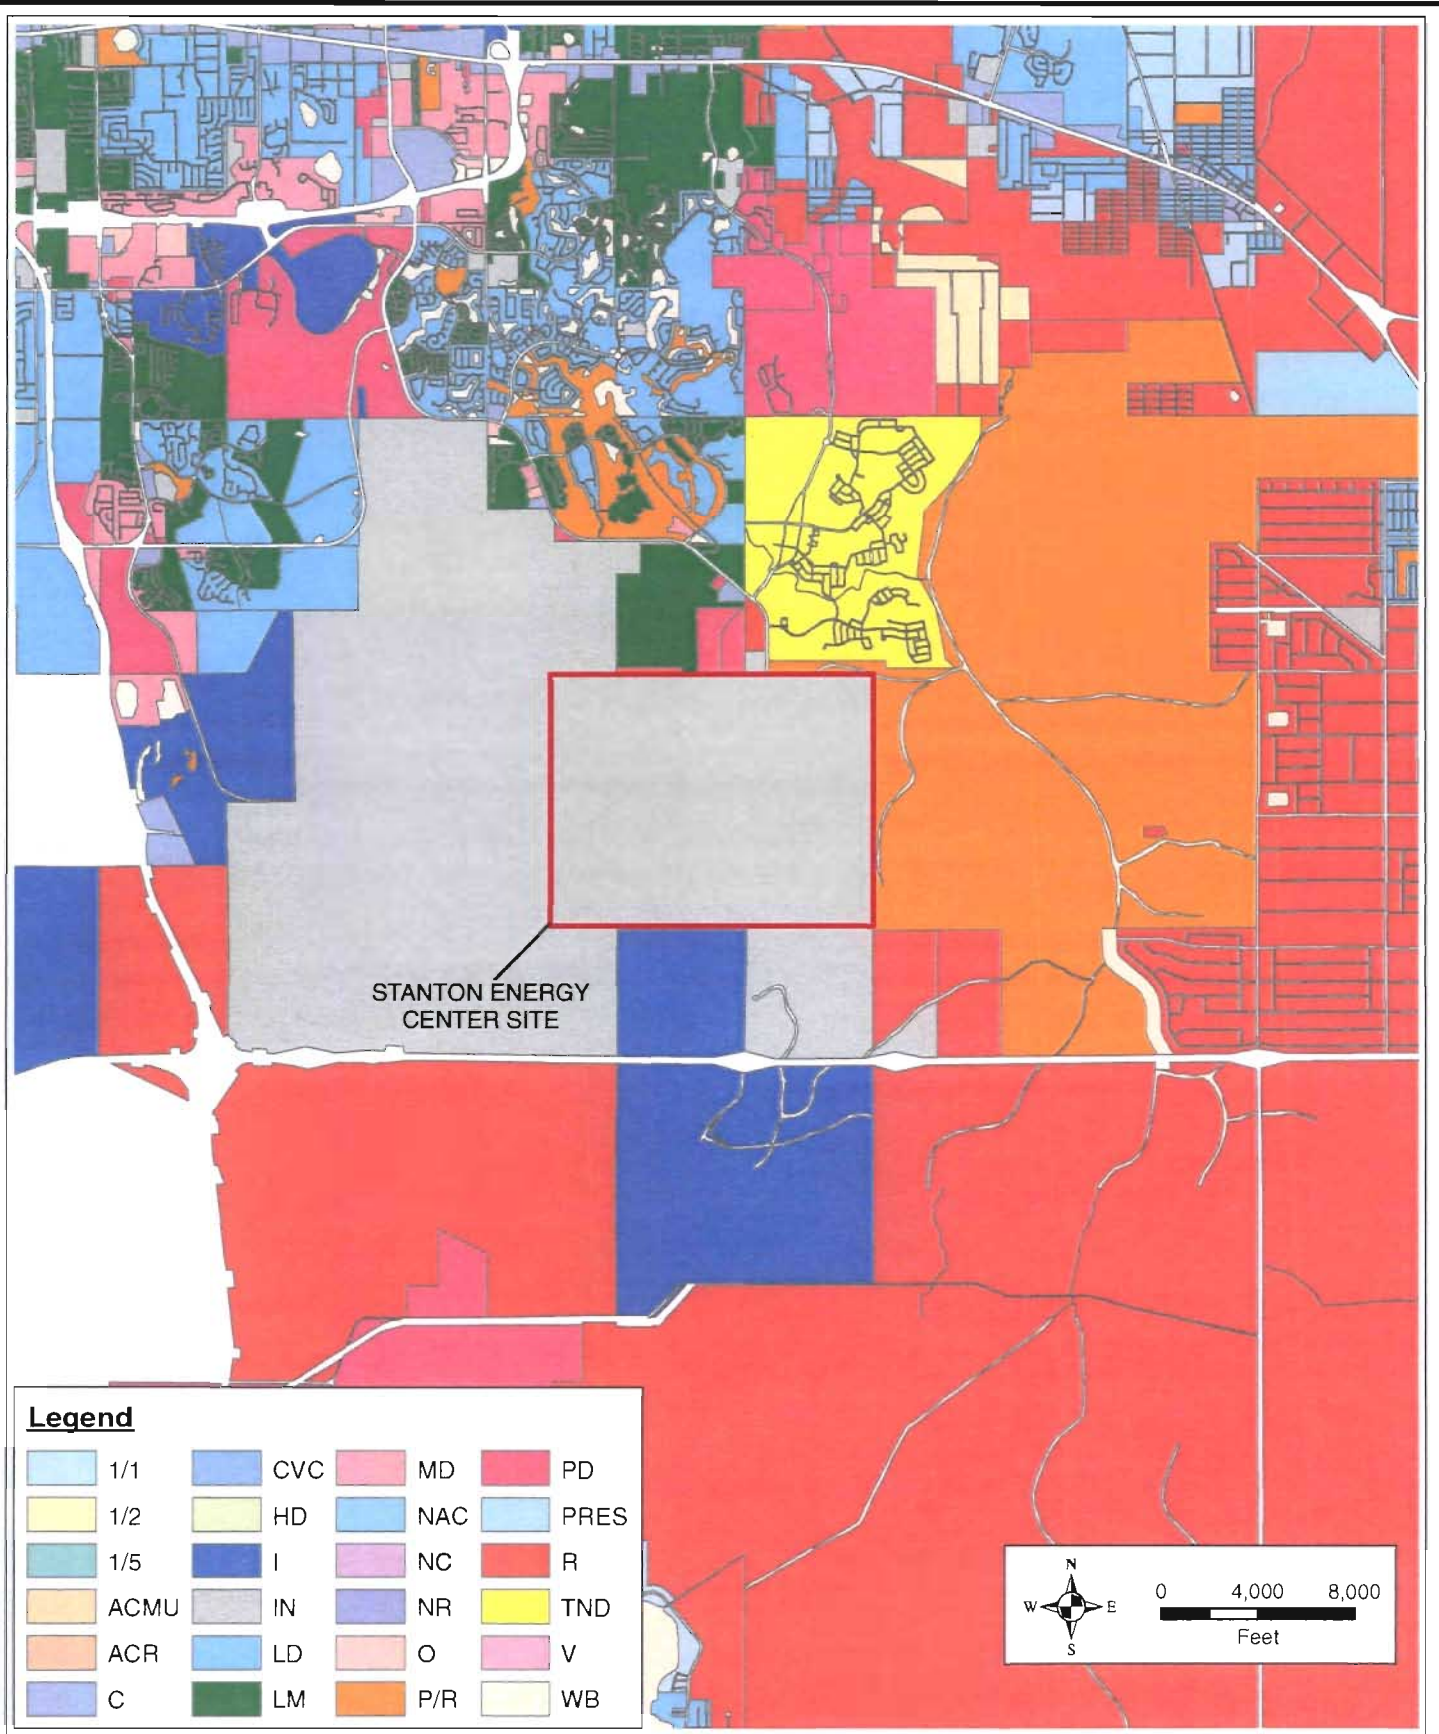 STANTON ENERGY
CENTER SITE
Legend
1/1
1/2
1/5
ACMU
ACR
C
CVC
HD
I
IN
LD
LM
MD
NAC
NC
NR
O
P/R
PD
PRES
R
TND
V
WB
N
W E
S
0 4,000 8,000
Feet